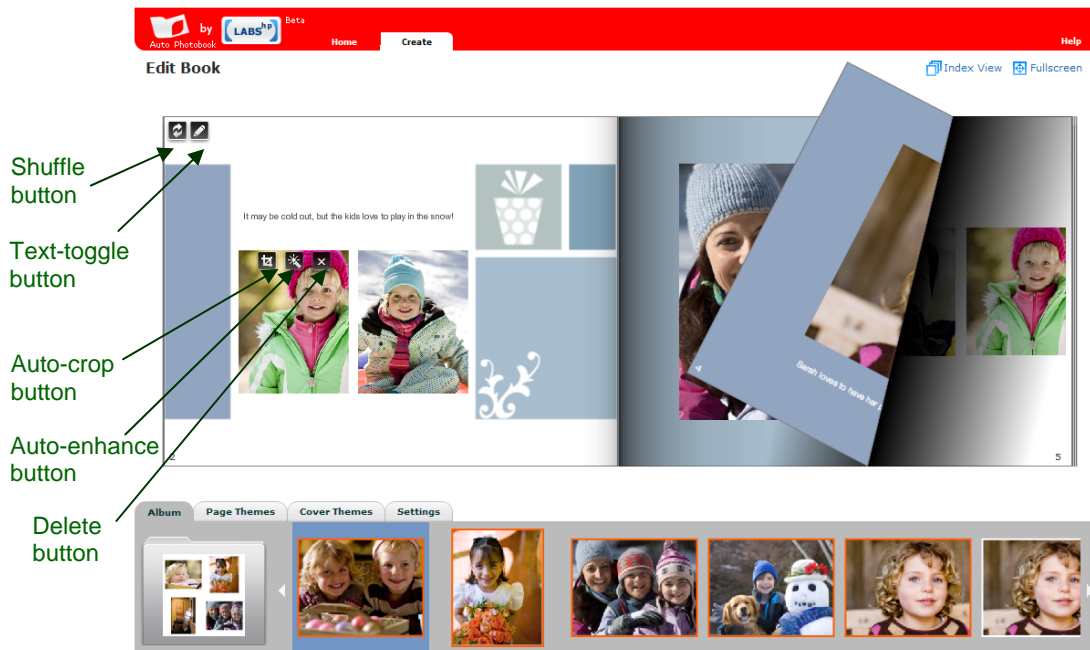 Auto Photobook
by
LABS hp
Beta
Home
Create
Help
Edit Book
Index View
Fullscreen
Shuffle
button
Text-toggle
button
Auto-crop
button
Auto-enhance
button
Delete
button
It may be cold out, but the kids love to play in the snow!
2
4
Sarah loves to have her
5
Album
Page Themes
Cover Themes
Settings